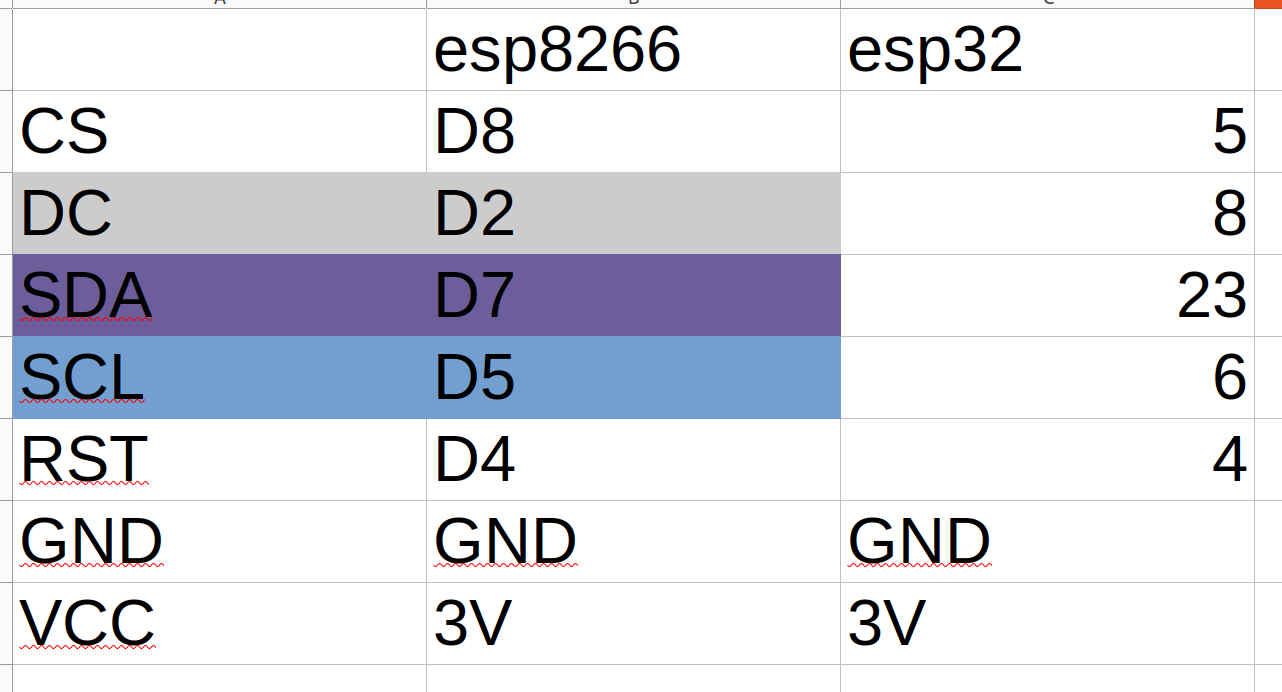 esp8266 esp32
CS D8 5
DC D2 8
SDA D7 23
SCL D5 6
RST D4 4
GND GND GND
VCC 3V 3V